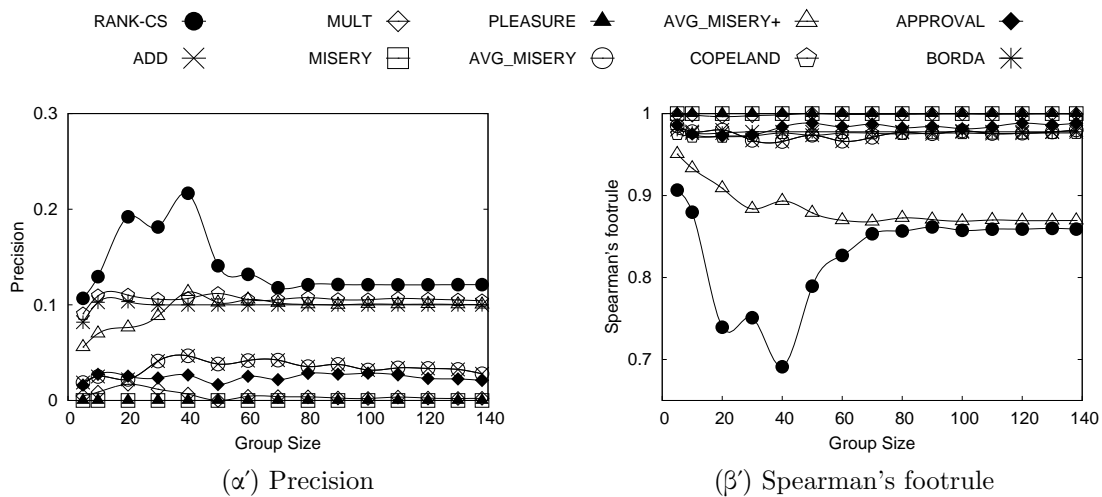 RANK-CS MULT PLEASURE AVG_MISERY+ APPROVAL
ADD MISERY AVG_MISERY COPELAND BORDA
0.3
0.2
0.1
0
Precision
0 20 40 60 80 100 120 140
Group Size
(α′) Precision
1
0.9
0.8
0.7
Spearman's footrule
0 20 40 60 80 100 120 140
Group Size
(β′) Spearman's footrule